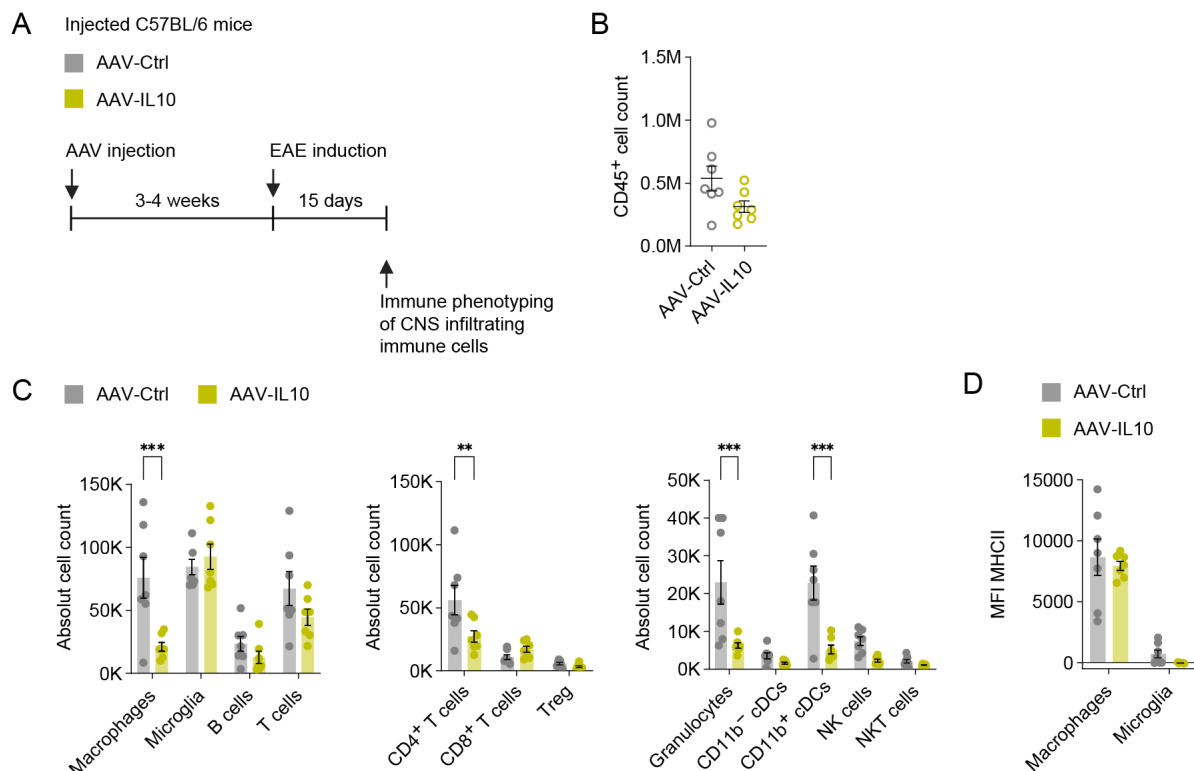 A
Injected C57BL/6 mice
AAV-Ctrl
AAV-IL10
AAV injection
EAE induction
3-4 weeks
15 days
Immune phenotyping
of CNS infiltrating
immune cells
B
CD45+ cell count
1.5M
1.0M
0.5M
0.0M
AAV-Ctrl
AAV-IL10
C
AAV-Ctrl
AAV-IL10
Absolut cell count
150K
100K
50K
0K
***
Macrophages
Microglia
B cells
T cells
Absolut cell count
150K
100K
50K
0K
**
CD4+ T cells
CD8+ T cells
Treg
Absolut cell count
50K
40K
30K
20K
10K
0K
***
***
Granulocytes
CD11b− cDCs
CD11b+ cDCs
NK cells
NKT cells
D
AAV-Ctrl
AAV-IL10
MFI MHCII
15000
10000
5000
0
Macrophages
Microglia